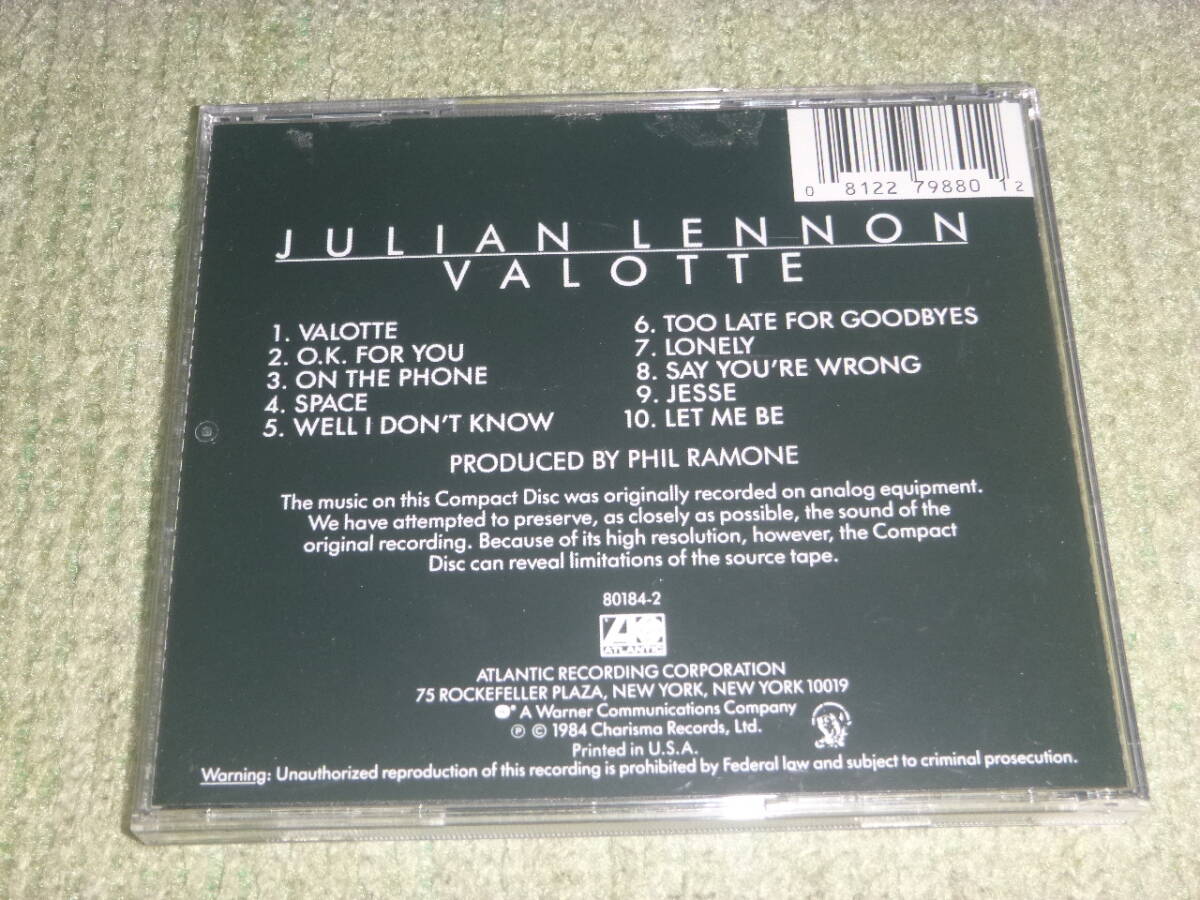 0 81227 98801 2
JULIAN LENNON
VALOTTE
1. VALOTTE
2. O.K. FOR YOU
3. ON THE PHONE
4. SPACE
5. WELL I DON'T KNOW
6. TOO LATE FOR GOODBYES
7. LONELY
8. SAY YOU'RE WRONG
9. JESSE
10. LET ME BE
PRODUCED BY PHIL RAMONE
The music on this Compact Disc was originally recorded on analog equipment.
We have attempted to preserve, as closely as possible, the sound of the
original recording. Because of its high resolution, however, the Compact
Disc can reveal limitations of the source tape.
80184-2
ATLANTIC
ATLANTIC RECORDING CORPORATION
75 ROCKEFELLER PLAZA, NEW YORK, NEW YORK 10019
A Warner Communications Company
℗ © 1984 Charisma Records, Ltd.
Printed in U.S.A.
Warning: Unauthorized reproduction of this recording is prohibited by Federal law and subject to criminal prosecution.